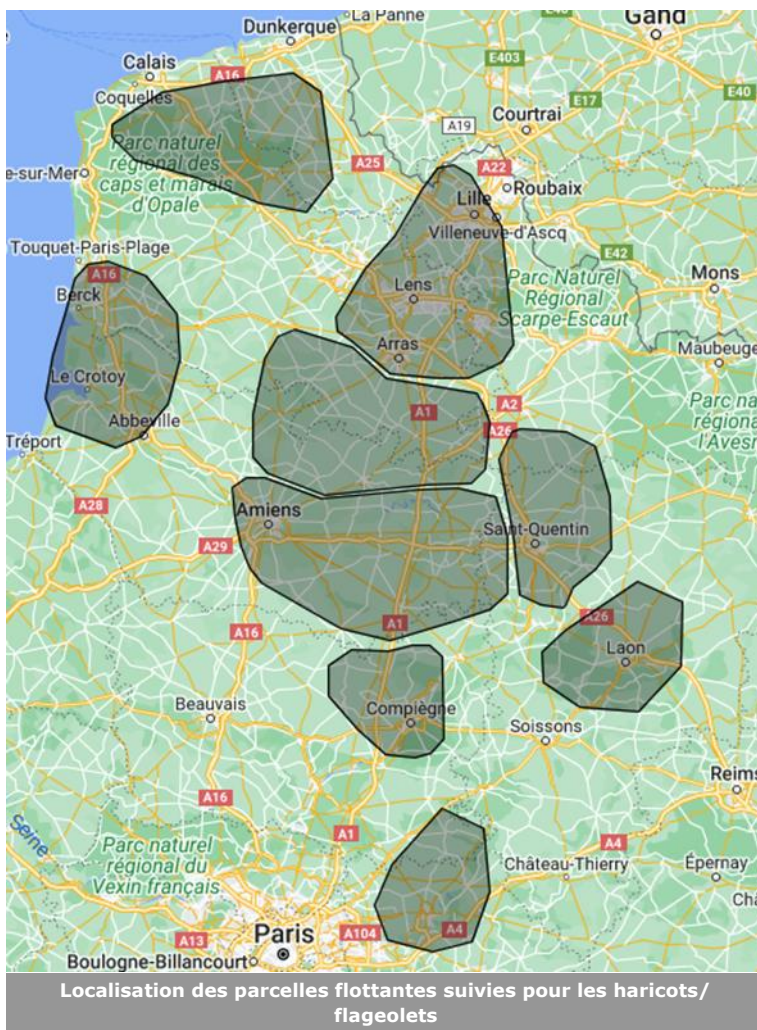 Gand
La Panne
Dunkerque
E403
Calais
A16
E40
Coquelles
E17
Courtrai
A19
Parc naturel
régional des
caps et marais
d'Opale
A25
A22
e-sur-Mer
Roubaix
Lille
Villeneuve-d'Ascq
Touquet-Paris-Plage
E42
A16
Berck
Lens
Parc Naturel
Régional
Scarpe-Escaut
Mons
Arras
Maubeuge
Le Crotoy
A1
A2
Parc na
régiona
l'Avesn
Abbeville
A26
Tréport
A28
Amiens
Saint-Quentin
A29
A26
A1
A16
Laon
Beauvais
Compiègne
Soissons
A16
Reims
Seine
A1
A4
Parc naturel
régional du
Vexin français
Château-Thierry
Épernay
Châ
A13
Paris
A104
A4
Boulogne-Billancourt
Localisation des parcelles flottantes suivies pour les haricots/
flageolets